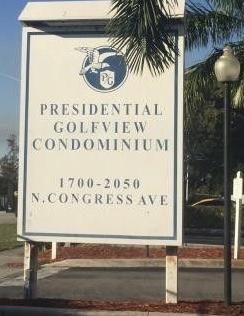 PG
PRESIDENTIAL
GOLFVIEW
CONDOMINIUM
1700-2050
N. CONGRESS AVE